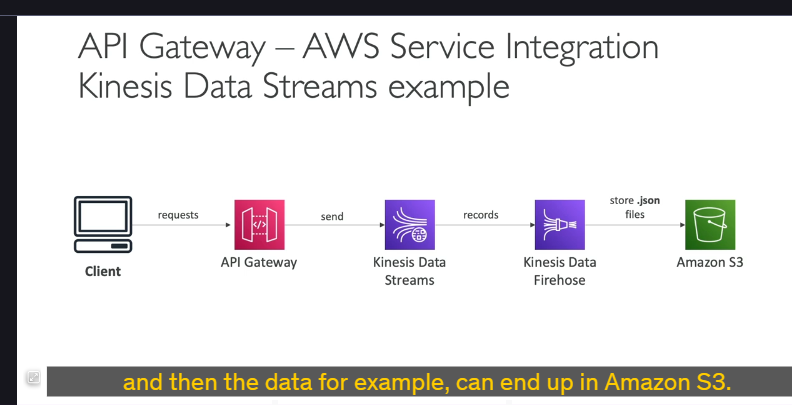 API Gateway – AWS Service Integration
Kinesis Data Streams example
requests
send
records
store .json
files
Client
API Gateway
Kinesis Data
Streams
Kinesis Data
Firehose
Amazon S3
and then the data for example, can end up in Amazon S3.